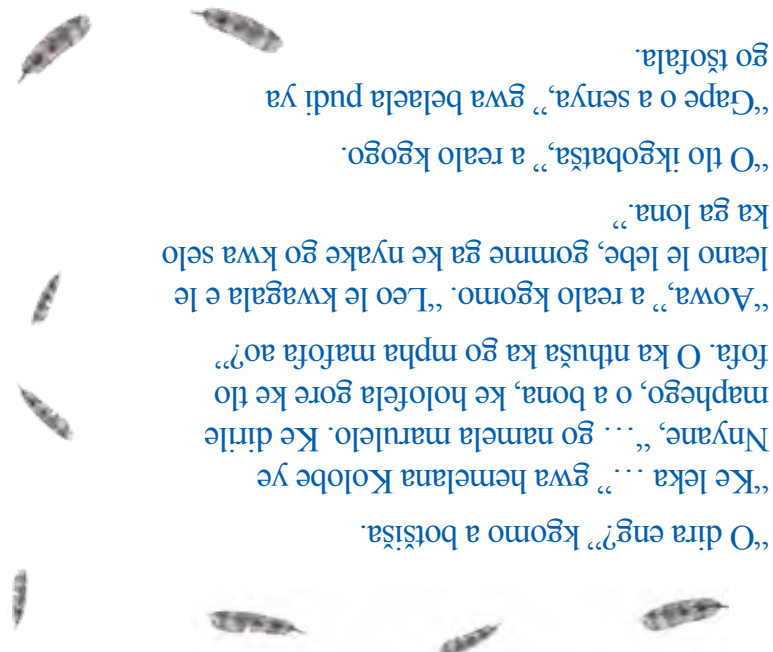 “O dira eng?” kgomo a botšiša.
“Ke leka …” gwa hemelana Kolobe ye
Nnyane, “… go namela marulelo. Ke dirile
maphego, o a bona, ke holofela gore ke tlo
fofa. O ka nthuša ka go mpha mafofa ao?”
“Aowa,” a realo kgomo. “Leo le kwagala e le
leano le lebe, gomme ga ke nyake go kwa selo
ka ga lona.”
“O tlo ikgobatša,” a realo kgogo.
“Gape o a senya,” gwa belaela pudi ya
go tšofala.